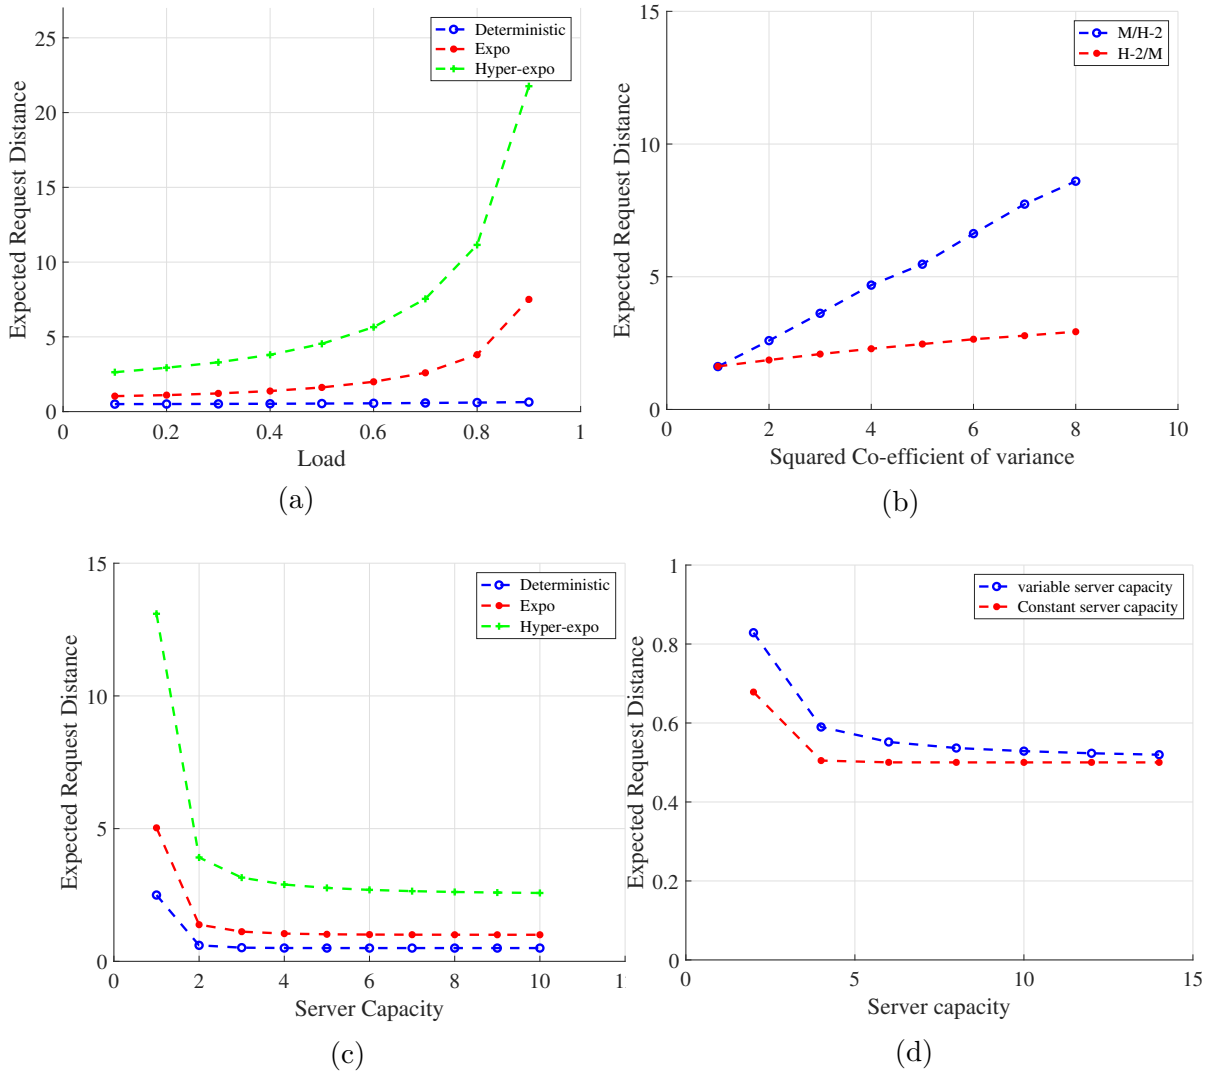 Deterministic
Expo
Hyper-expo
Expected Request Distance
25
20
15
10
5
0
0 0.2 0.4 0.6 0.8 1
Load
(a)
M/H-2
H-2/M
Expected Request Distance
15
10
5
0
0 2 4 6 8 10
Squared Co-efficient of variance
(b)
Deterministic
Expo
Hyper-expo
Expected Request Distance
15
10
5
0
0 2 4 6 8 10 1
Server Capacity
(c)
variable server capacity
Constant server capacity
Expected Request Distance
1
0.8
0.6
0.4
0.2
0
0 5 10 15
Server capacity
(d)